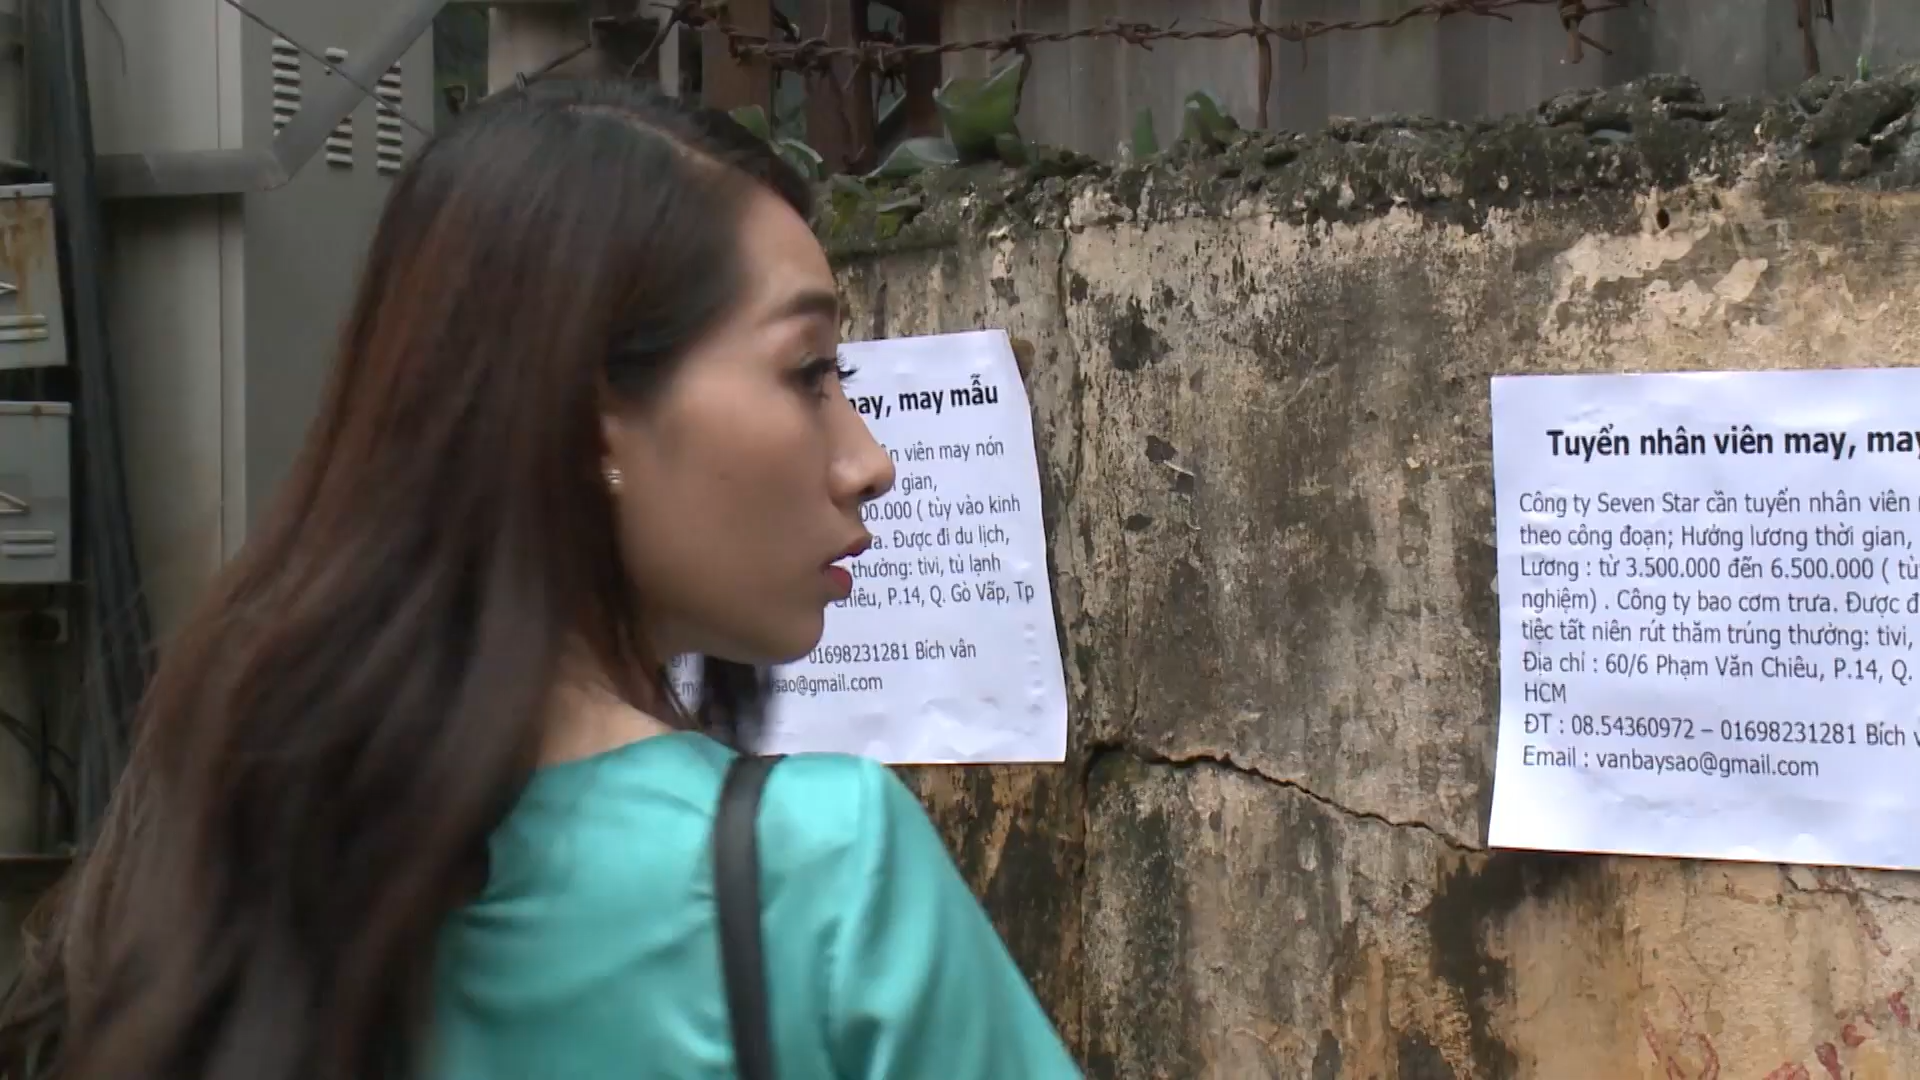 may, may mẫu
viên may nón
gian,
00.000 ( tùy vào kinh
Được đi du lịch,
thưởng: tivi, tủ lạnh
Chiêu, P.14, Q. Gò Vấp, Tp
ĐT 01698231281 Bích vân
Em ysao@gmail.com
Tuyển nhân viên may, may
Công ty Seven Star cần tuyển nhân viên
theo công đoạn; Hưởng lương thời gian,
Lương : từ 3.500.000 đến 6.500.000 ( tù
nghiệm) . Công ty bao cơm trưa. Được đ
tiệc tất niên rút thăm trúng thưởng: tivi,
Địa chỉ : 60/6 Phạm Văn Chiêu, P.14, Q.
HCM
ĐT : 08.54360972 – 01698231281 Bích v
Email : vanbaysao@gmail.com